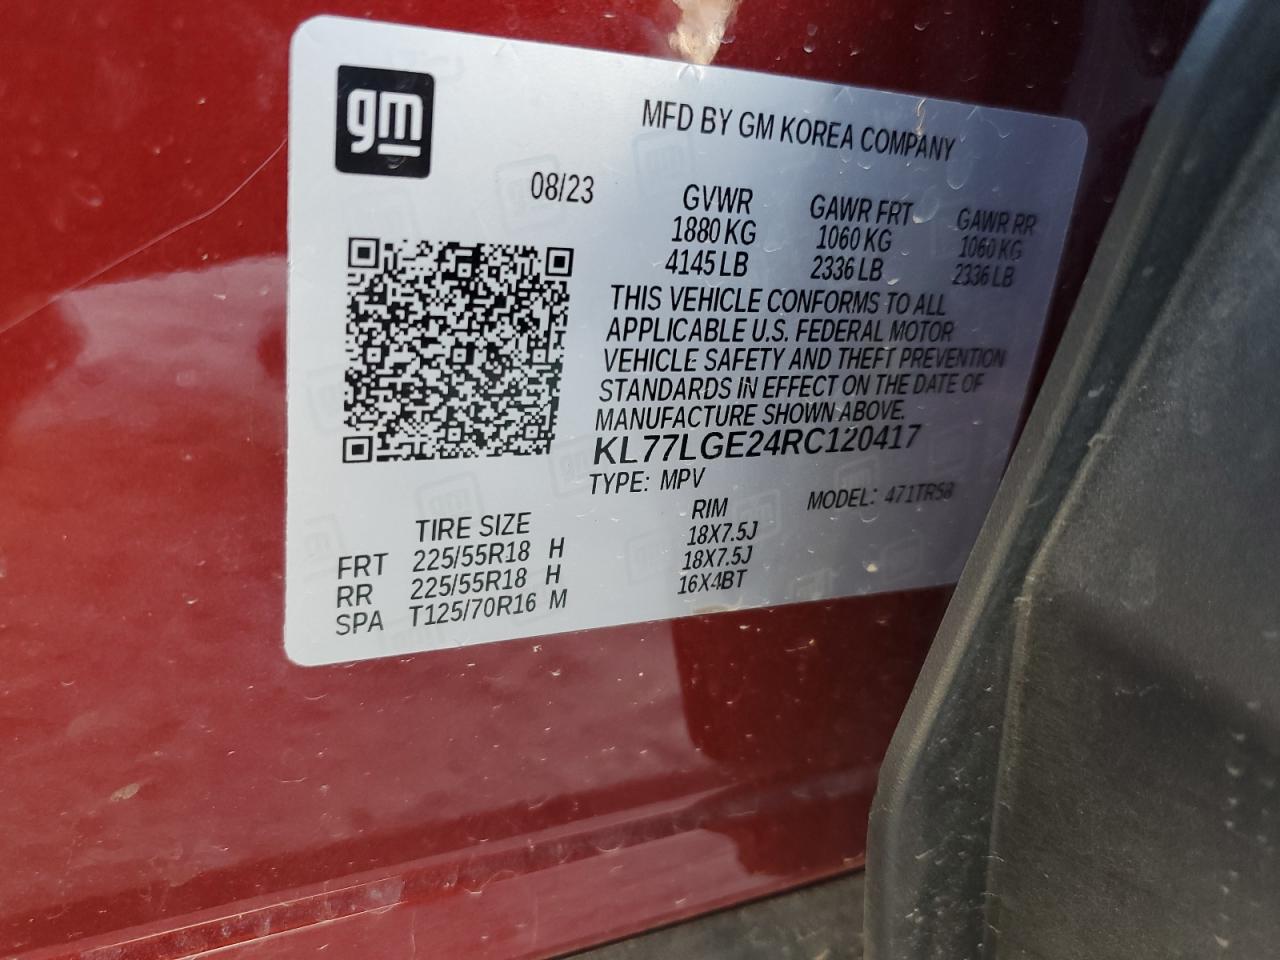 gm
MFD BY GM KOREA COMPANY
08/23
GVWR GAWR FRT GAWR RR
1880 KG 1060 KG 1060 KG
4145 LB 2336 LB 2336 LB
THIS VEHICLE CONFORMS TO ALL
APPLICABLE U.S. FEDERAL MOTOR
VEHICLE SAFETY AND THEFT PREVENTION
STANDARDS IN EFFECT ON THE DATE OF
MANUFACTURE SHOWN ABOVE.
KL77LGE24RC120417
TYPE: MPV MODEL: 471TR58
TIRE SIZE RIM
FRT 225/55R18 H 18X7.5J
RR 225/55R18 H 18X7.5J
SPA T125/70R16 M 16X4BT